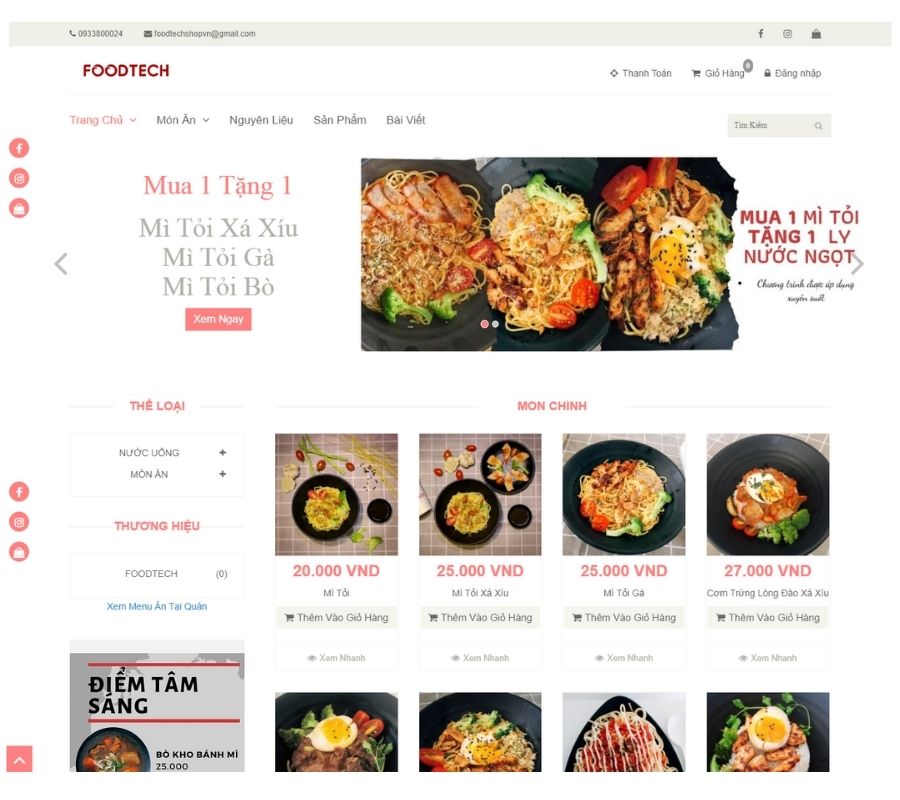 0933800024 foodtechshopvn@gmail.com
FOODTECH
Thanh Toán Giỏ Hàng 0 Đăng nhập
Trang Chủ Món Ăn Nguyên Liệu Sản Phẩm Bài Viết
Tìm Kiếm
Mua 1 Tặng 1
Mì Tỏi Xá Xíu
Mì Tỏi Gà
Mì Tỏi Bò
Xem Ngay
MUA 1 MÌ TỎI
TẶNG 1 LY
NƯỚC NGỌT
Chương trình được áp dụng
xuyên suốt
THỂ LOẠI
NƯỚC UỐNG +
MÓN ĂN +
THƯƠNG HIỆU
FOODTECH (0)
Xem Menu Ăn Tại Quán
ĐIỂM TÂM
SÁNG
BÒ KHO BÁNH MÌ
25.000
MÓN CHÍNH
20.000 VND 25.000 VND 25.000 VND 27.000 VND
Mì Tỏi Mì Tỏi Xá Xíu Mì Tỏi Gà Cơm Trứng Lòng Đào Xá Xíu
Thêm Vào Giỏ Hàng Thêm Vào Giỏ Hàng Thêm Vào Giỏ Hàng Thêm Vào Giỏ Hàng
Xem Nhanh Xem Nhanh Xem Nhanh Xem Nhanh